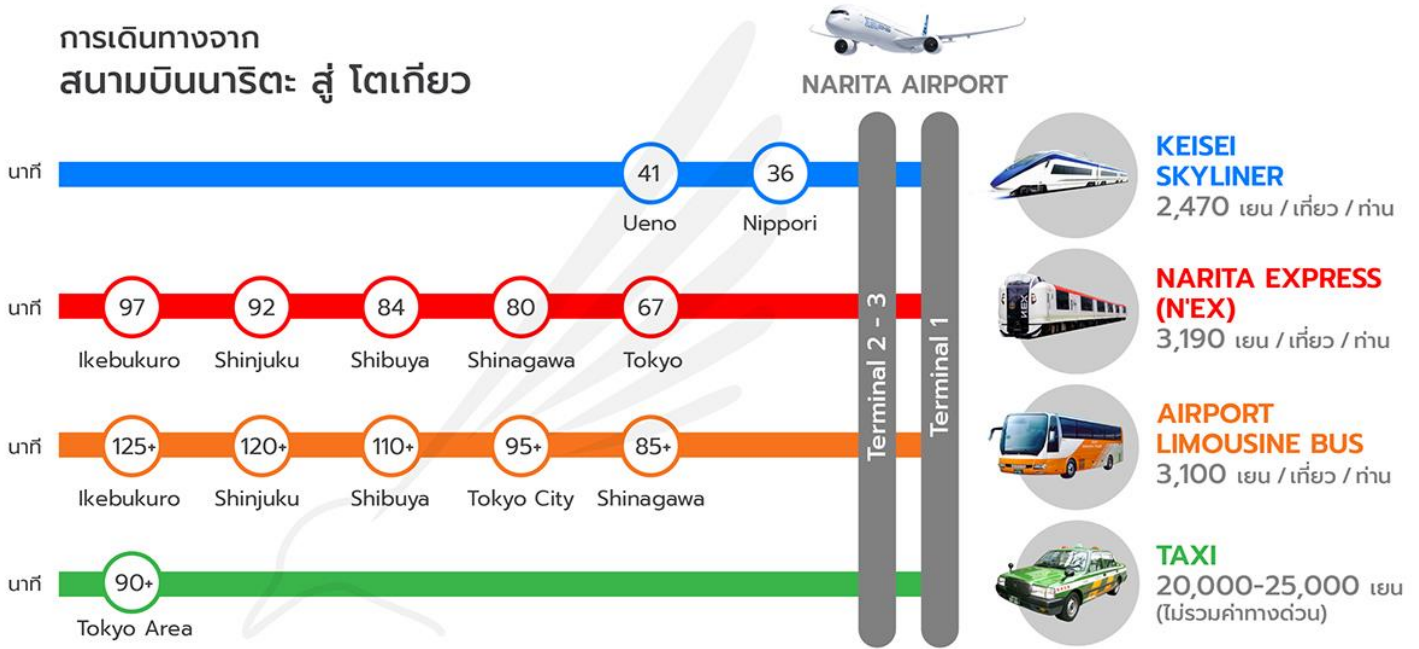 การเดินทางจาก
สนามบินนาริตะ สู่ โตเกียว
NARITA AIRPORT
Terminal 2 - 3
Terminal 1
นาที
41
36
Ueno
Nippori
KEISEI
SKYLINER
2,470 เยน / เที่ยว / ท่าน
นาที
97
92
84
80
67
Ikebukuro
Shinjuku
Shibuya
Shinagawa
Tokyo
NARITA EXPRESS
(N'EX)
3,190 เยน / เที่ยว / ท่าน
นาที
125+
120+
110+
95+
85+
Ikebukuro
Shinjuku
Shibuya
Tokyo City
Shinagawa
AIRPORT
LIMOUSINE BUS
3,100 เยน / เที่ยว / ท่าน
นาที
90+
Tokyo Area
TAXI
20,000-25,000 เยน
(ไม่รวมค่าทางด่วน)